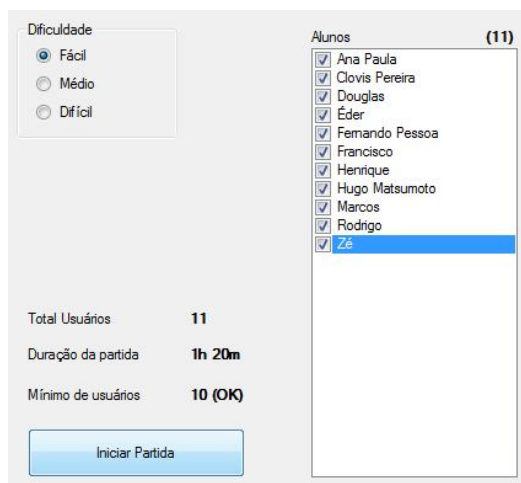 Dificuldade
Fácil
Médio
Difícil
Total Usuários 11
Duração da partida 1h 20m
Mínimo de usuários 10 (OK)
Iniciar Partida
Alunos (11)
Ana Paula
Clovis Pereira
Douglas
Éder
Fernando Pessoa
Francisco
Henrique
Hugo Matsumoto
Marcos
Rodrigo
Zé